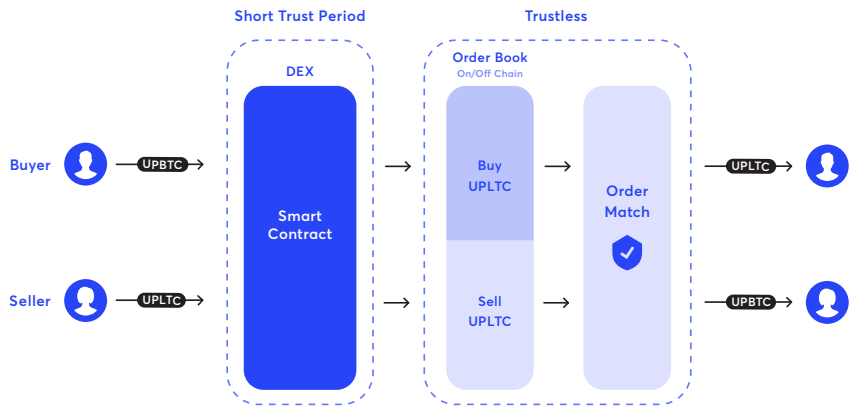 Short Trust Period
Trustless
DEX
Order Book
On/Off Chain
Buyer
UPBTC
Smart
Contract
Buy
UPLTC
Order
Match
UPLTC
Seller
UPLTC
Sell
UPLTC
UPBTC